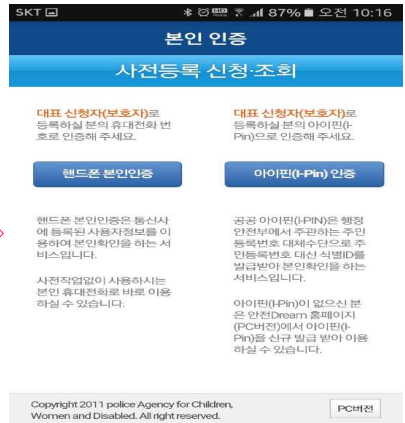 SKT 87% 오전 10:16
본인 인증
사전등록 신청·조회
대표 신청자(보호자)로
등록하실 분의 휴대전화 번
호로 인증해 주세요.
핸드폰 본인인증
핸드폰 본인인증은 통신사
에 등록된 사용자정보를 이
용하여 본인확인을 하는 서
비스입니다.
사전작업없이 사용하시는
본인 휴대전화로 바로 이용
하실 수 있습니다.
대표 신청자(보호자)로
등록하실 분의 아이핀(I-
Pin)으로 인증해 주세요.
아이핀(I-Pin) 인증
공공 아이핀(I-PIN)은 행정
안전부에서 주관하는 주민
등록번호 대체수단으로 주
민등록번호 대신 식별ID를
발급받아 본인확인을 하는
서비스입니다.
아이핀(I-Pin)이 없으신 분
은 안전Dream 홈페이지
(PC버전)에서 아이핀(I-
Pin)을 신규 발급 받아 이용
하실 수 있습니다.
Copyright 2011 police Agency for Children,
Women and Disabled. All right reserved.
PC버전